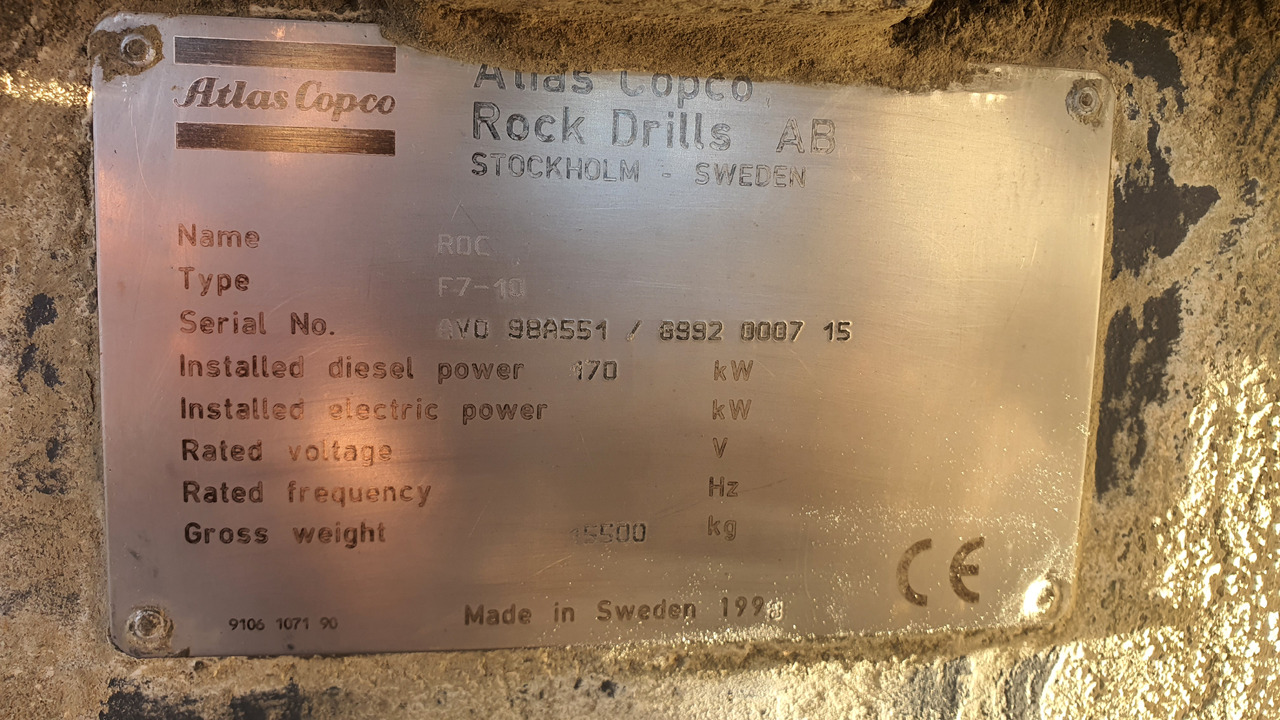 Atlas Copco
Atlas Copco
Rock Drills AB
STOCKHOLM - SWEDEN
Name ROC
Type F7-10
Serial No. AVO 98A551 / 8992 0007 15
Installed diesel power 170 kW
Installed electric power kW
Rated voltage V
Rated frequency Hz
Gross weight 15500 kg
CE
9106 1071 90
Made in Sweden 1998